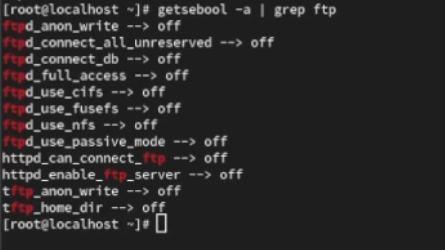 [root@localhost ~]# getsebool -a | grep ftp
ftpd_anon_write --> off
ftpd_connect_all_unreserved --> off
ftpd_connect_db --> off
ftpd_full_access --> off
ftpd_use_cifs --> off
ftpd_use_fusefs --> off
ftpd_use_nfs --> off
ftpd_use_passive_mode --> off
httpd_can_connect_ftp --> off
httpd_enable_ftp_server --> off
tftp_anon_write --> off
tftp_home_dir --> off
[root@localhost ~]#